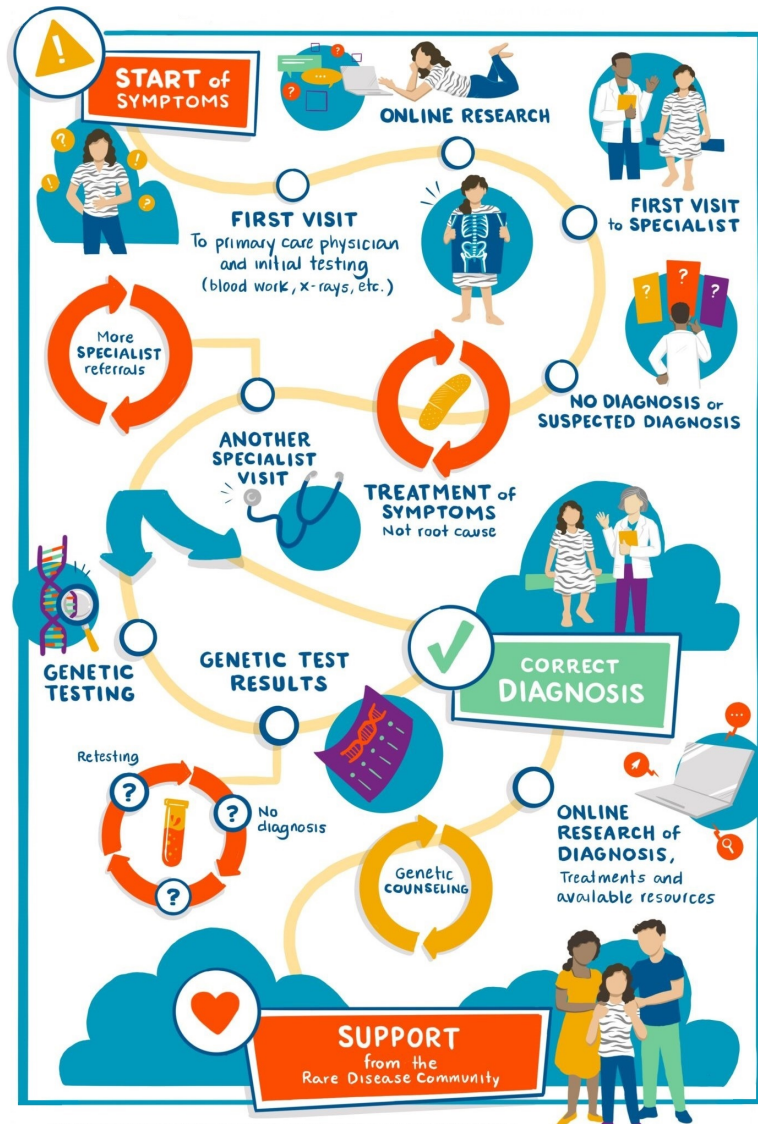 START of
SYMPTOMS
ONLINE RESEARCH
FIRST VISIT
To primary care physician
and initial testing
(blood work, x-rays, etc.)
FIRST VISIT
to SPECIALIST
NO DIAGNOSIS or
SUSPECTED DIAGNOSIS
TREATMENT of
SYMPTOMS
Not root cause
ANOTHER
SPECIALIST
VISIT
More
SPECIALIST
referrals
GENETIC
TESTING
GENETIC TEST
RESULTS
Retesting
No
diagnosis
CORRECT
DIAGNOSIS
ONLINE
RESEARCH of
DIAGNOSIS,
Treatments and
available resources
Genetic
COUNSELING
SUPPORT
from the
Rare Disease Community